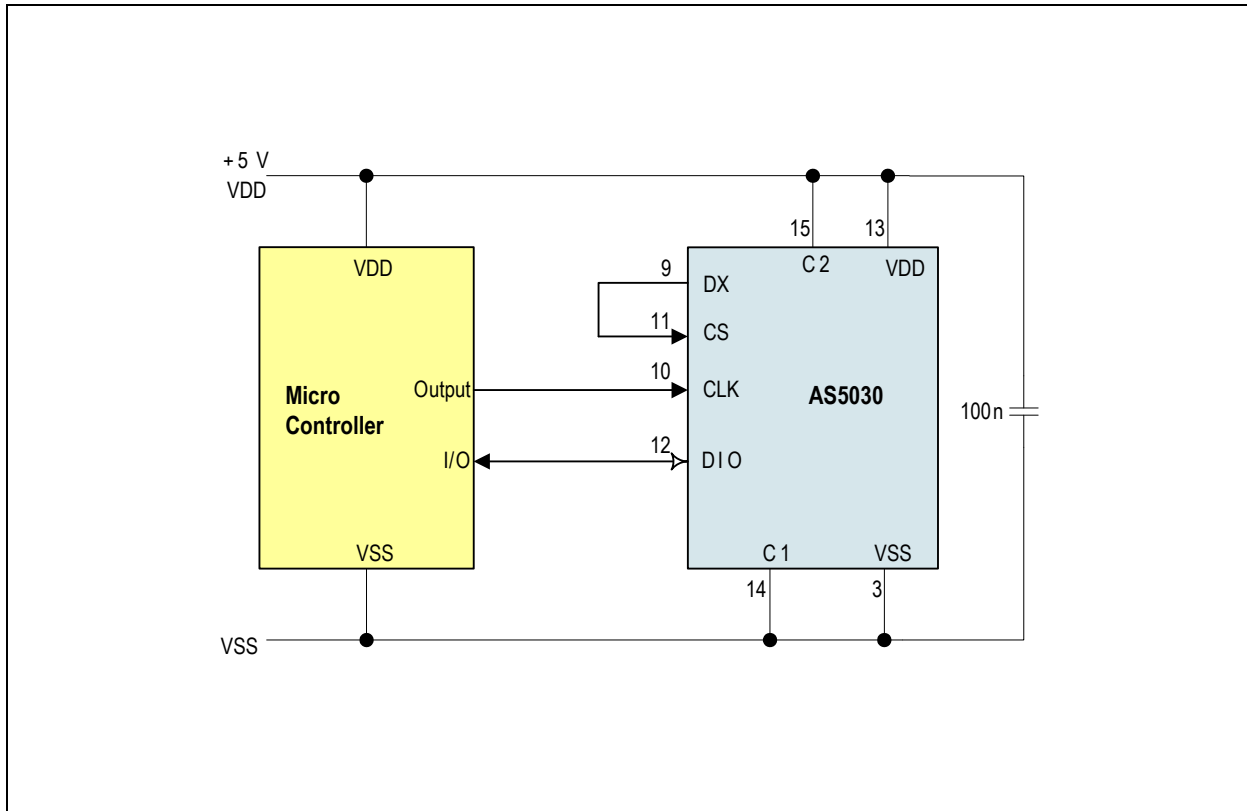 +5 V
VDD
15
13
VDD
C2
VDD
9
DX
11
CS
10
Output
CLK
Micro
Controller
AS5030
100n
12
I/O
DIO
VSS
C1
VSS
14
3
VSS